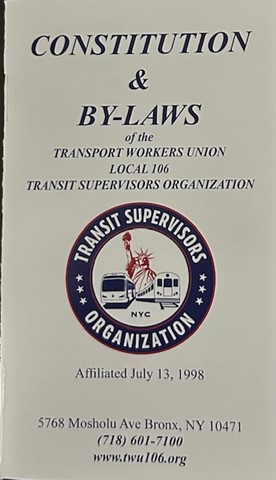 CONSTITUTION
&
BY-LAWS
of the
TRANSPORT WORKERS UNION
LOCAL 106
TRANSIT SUPERVISORS ORGANIZATION
TRANSIT SUPERVISORS
NYC
ORGANIZATION
Affiliated July 13, 1998
5768 Mosholu Ave Bronx, NY 10471
(718) 601-7100
www.twu106.org